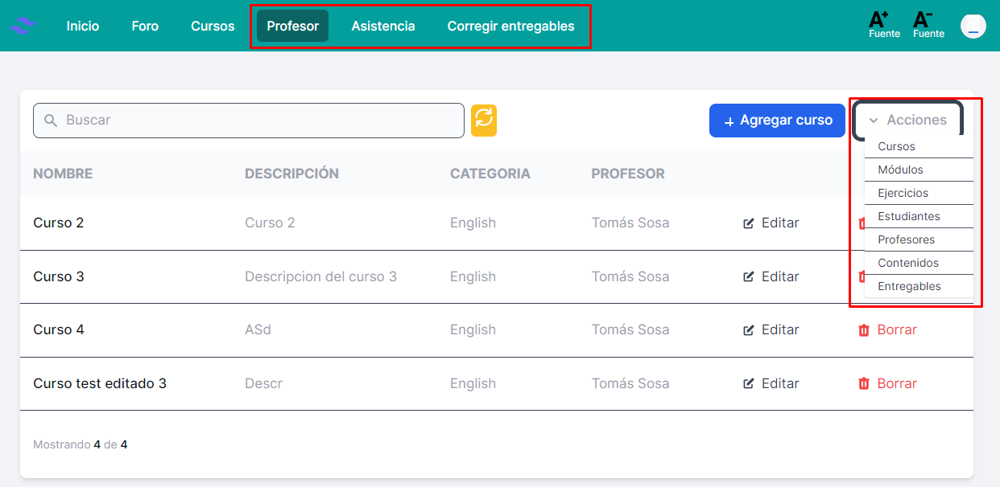 Inicio Foro Cursos Profesor Asistencia Corregir entregables A+ Fuente A- Fuente
Buscar + Agregar curso Acciones
Cursos
Módulos
Ejercicios
Estudiantes
Profesores
Contenidos
Entregables
NOMBRE DESCRIPCIÓN CATEGORIA PROFESOR
Curso 2 Curso 2 English Tomás Sosa Editar
Curso 3 Descripcion del curso 3 English Tomás Sosa Editar
Curso 4 ASd English Tomás Sosa Editar Borrar
Curso test editado 3 Descr English Tomás Sosa Editar Borrar
Mostrando 4 de 4